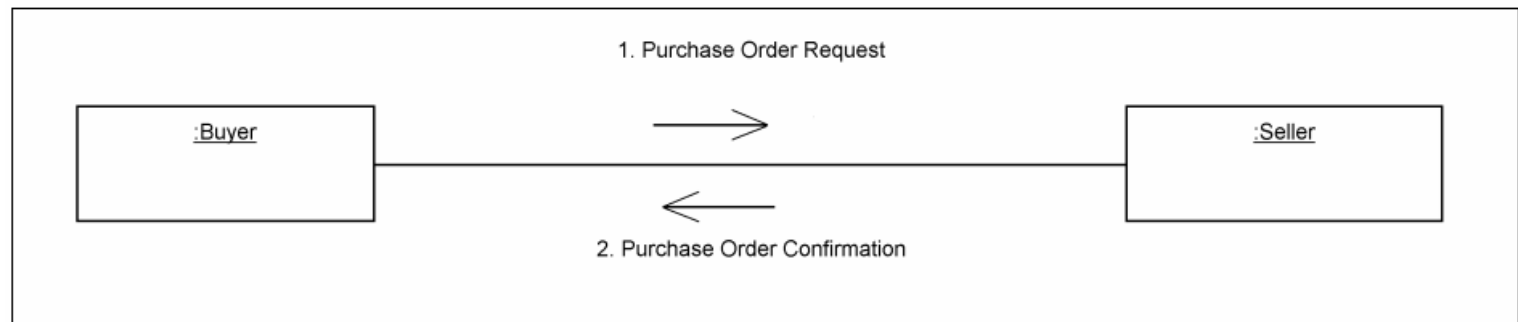 1. Purchase Order Request
:Buyer
:Seller
2. Purchase Order Confirmation